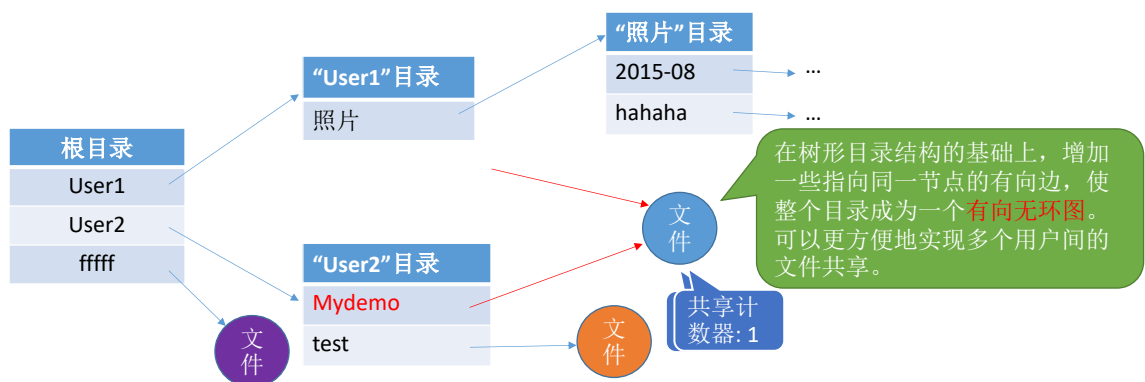 “照片”目录
2015-08
…
hahaha
…
“User1”目录
照片
根目录
User1
User2
fffff
在树形目录结构的基础上，增加
一些指向同一节点的有向边，使
整个目录成为一个有向无环图。
可以更方便地实现多个用户间的
文件共享。
文
件
“User2”目录
Mydemo
test
共享计
数器: 1
文
件
文
件